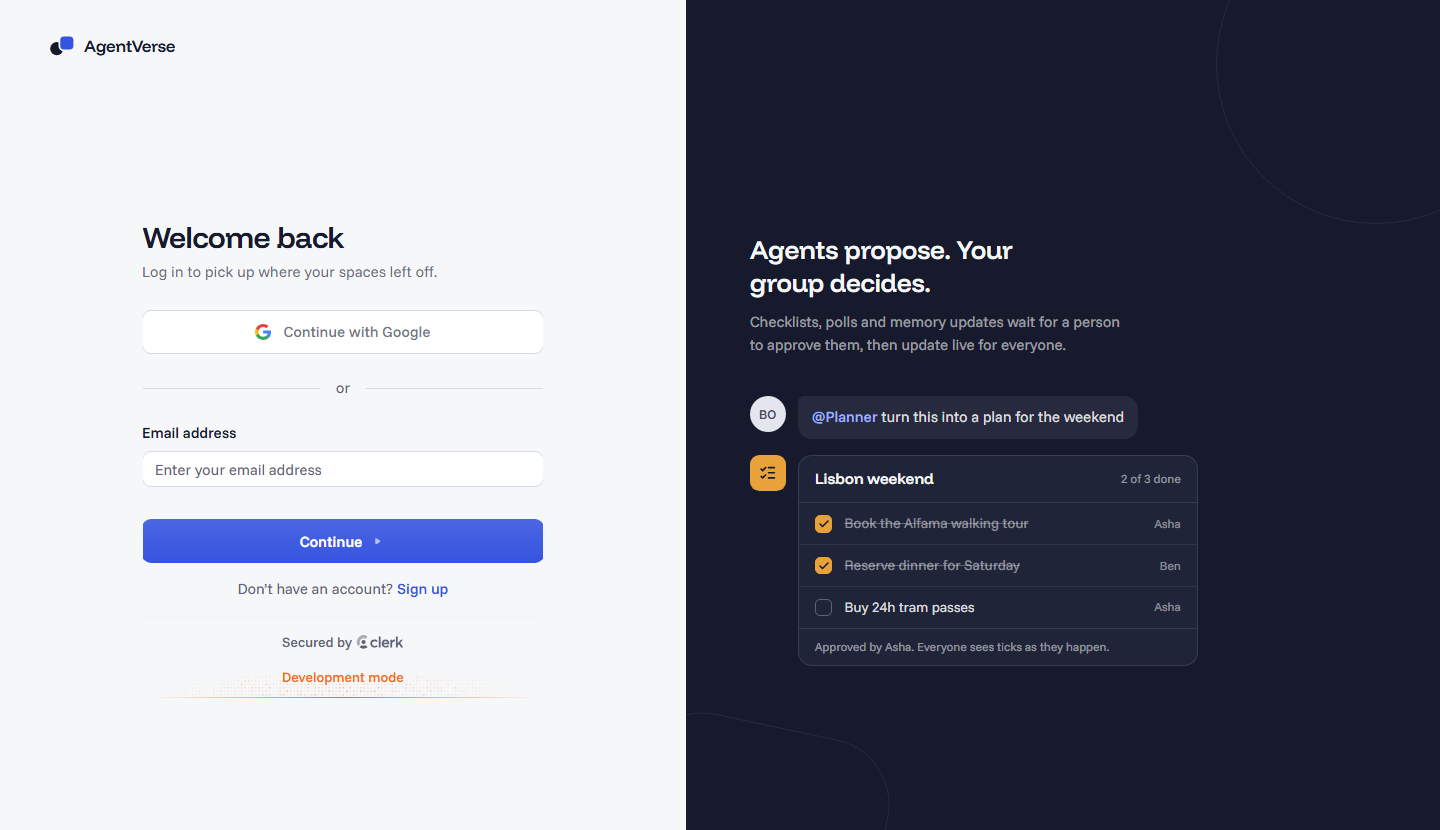 AgentVerse
Welcome back
Log in to pick up where your spaces left off.
Continue with Google
or
Email address
Enter your email address
Continue
Don't have an account? Sign up
Secured by clerk
Development mode
Agents propose. Your
group decides.
Checklists, polls and memory updates wait for a person
to approve them, then update live for everyone.
BO
@Planner turn this into a plan for the weekend
Lisbon weekend 2 of 3 done
Book the Alfama walking tour Asha
Reserve dinner for Saturday Ben
Buy 24h tram passes Asha
Approved by Asha. Everyone sees ticks as they happen.